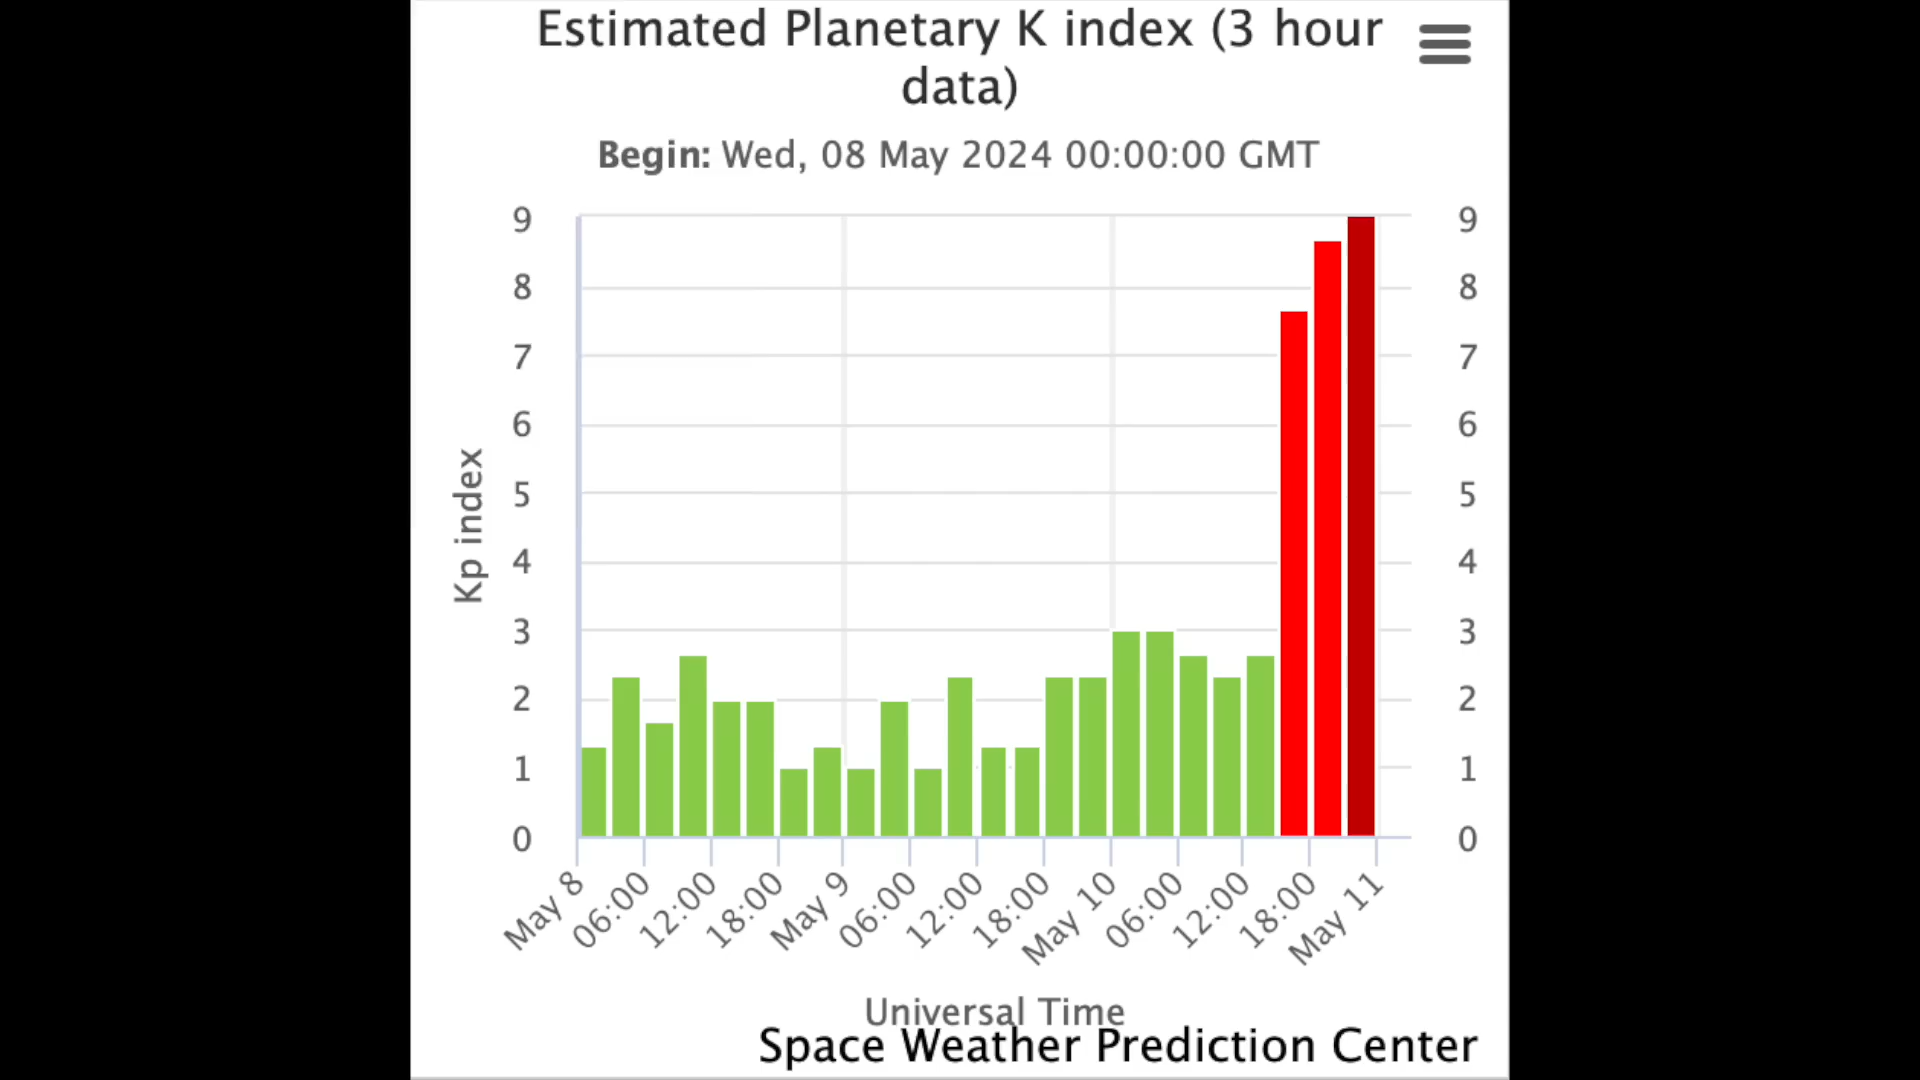 Estimated Planetary K index (3 hour
data)
Begin: Wed, 08 May 2024 00:00:00 GMT
9
8
7
6
5
4
3
2
1
0
Kp index
9
8
7
6
5
4
3
2
1
0
May 8
06:00
12:00
18:00
May 9
06:00
12:00
18:00
May 10
06:00
12:00
18:00
May 11
Universal Time
Space Weather Prediction Center